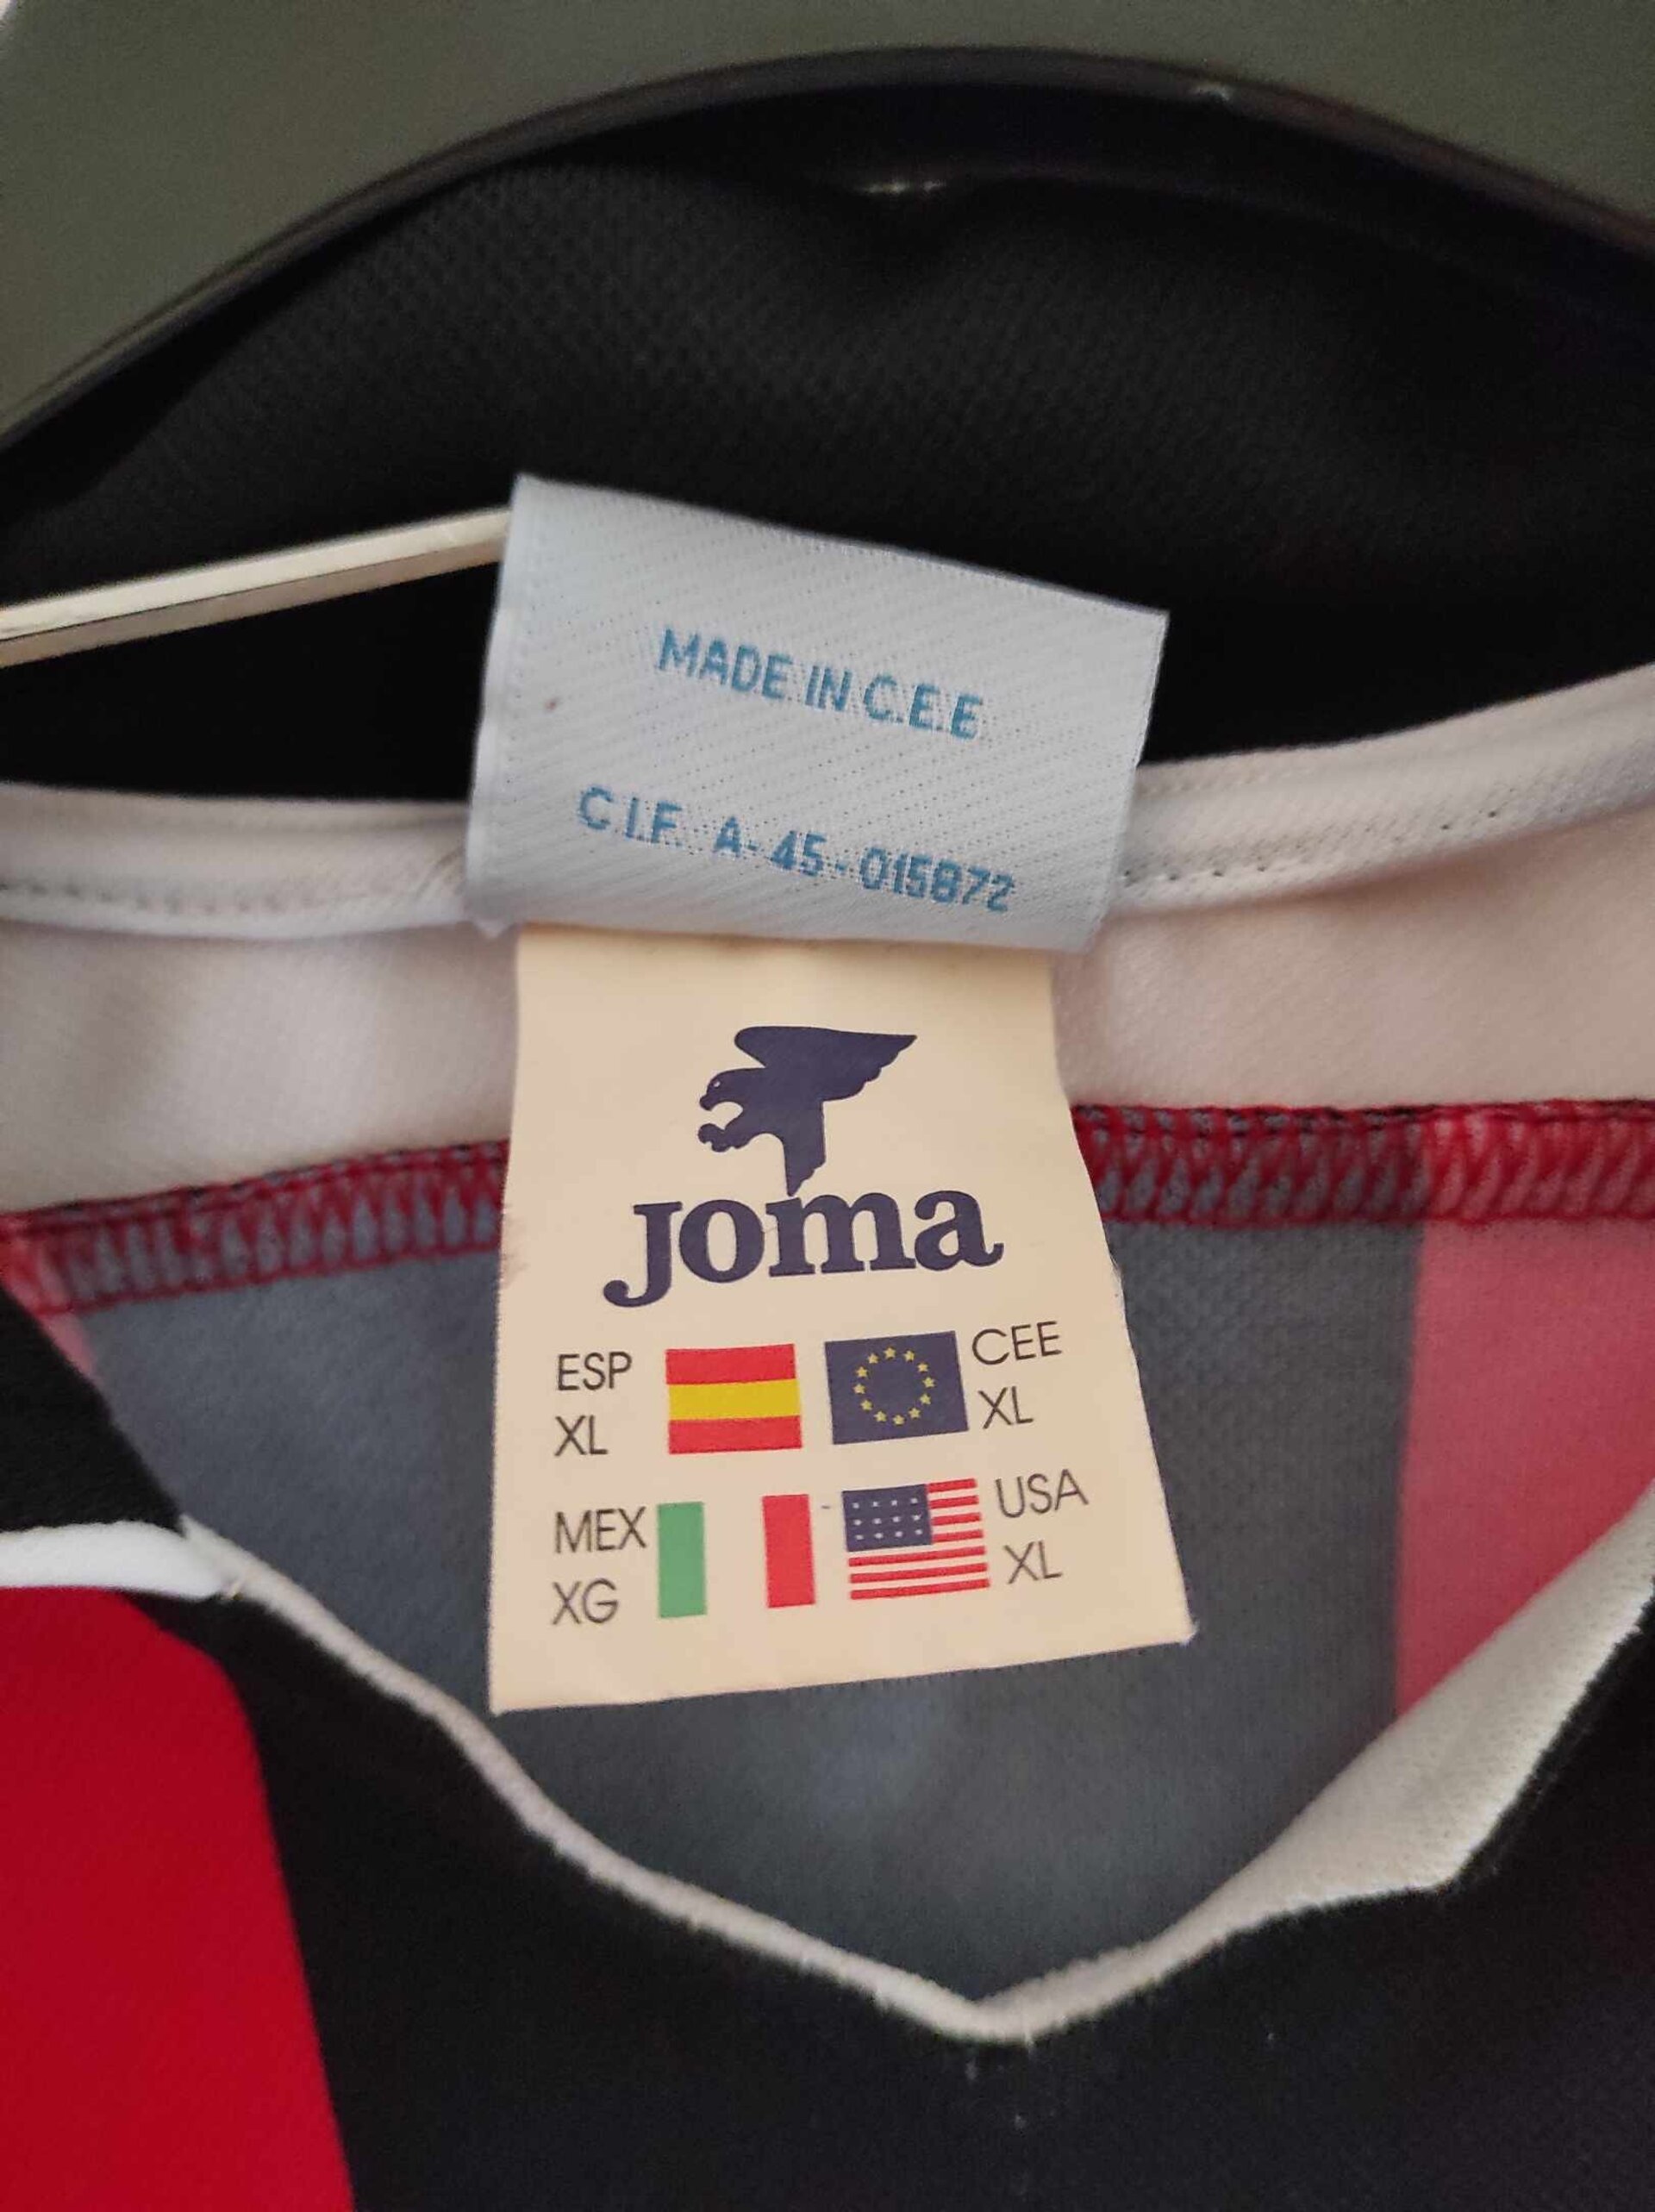 MADE IN C.E.E
C.I.F. A-45-015872
Joma
ESP
XL
CEE
XL
MEX
XG
USA
XL